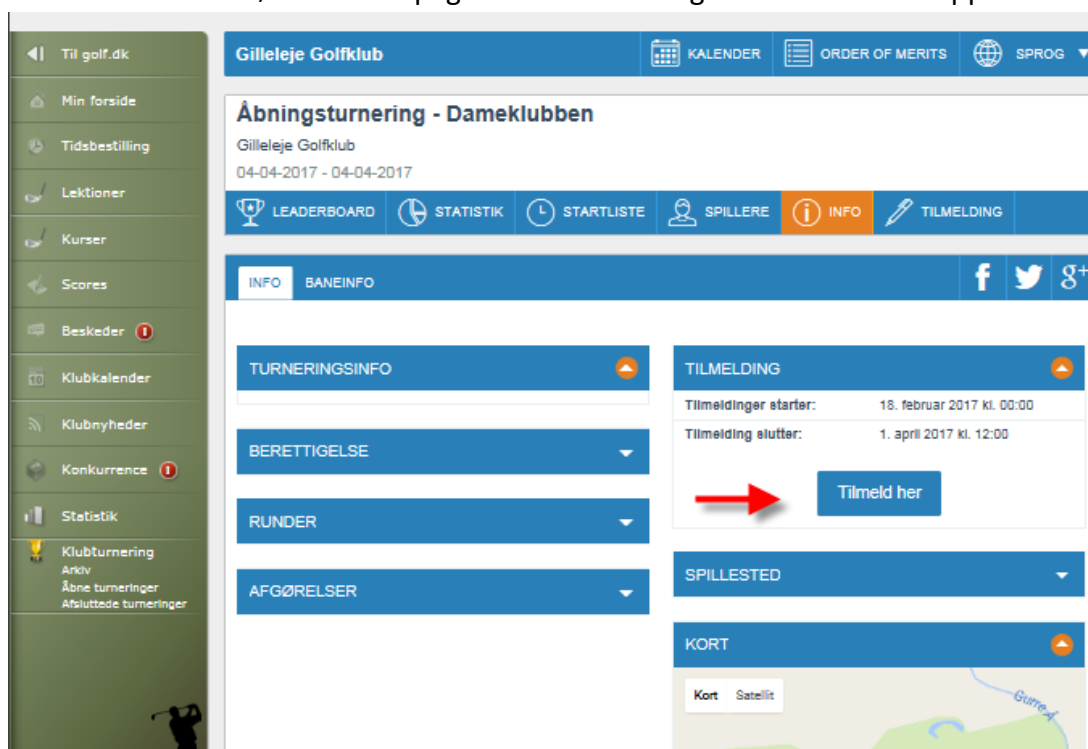 Til golf.dk
Min forside
Tidsbestilling
Lektioner
Kurser
Scores
Beskeder
Klubkalender
Klubnyheder
Konkurrence
Statistik
Klubturnering
Arkiv
Åbne turneringer
Afsluttede turneringer
Gilleleje Golfklub
KALENDER
ORDER OF MERITS
SPROG
Åbningsturnering - Dameklubben
Gilleleje Golfklub
04-04-2017 - 04-04-2017
LEADERBOARD
STATISTIK
STARTLISTE
SPILLERE
INFO
TILMELDING
INFO
BANEINFO
f
g+
TURNERINGSINFO
BERETTIGELSE
RUNDER
AFGØRELSER
TILMELDING
Tilmeldinger starter: 18. februar 2017 kl. 00:00
Tilmelding slutter: 1. april 2017 kl. 12:00
Tilmeld her
SPILLESTED
KORT
Kort Satellit
Gurre Å